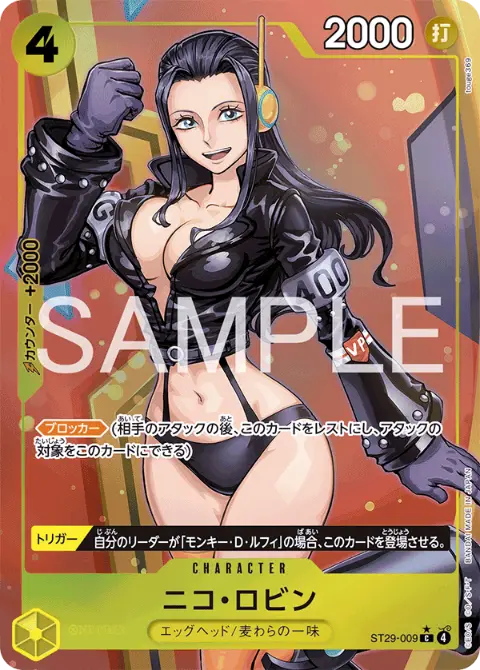 4
2000
打
touge369
カウンター +2000
400
VP
SAMPLE
ブロッカー (相手のアタックの後、このカードをレストにし、アタックの
対象をこのカードにできる)
トリガー 自分のリーダーが「モンキー・D・ルフィ」の場合、このカードを登場させる。
CHARACTER
ニコ・ロビン
エッグヘッド/麦わらの一味
ST29-009 C 4
BANDAI MADE IN JAPAN